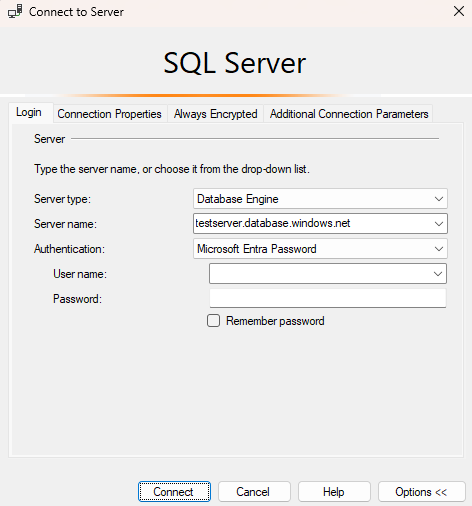 Connect to Server
SQL Server
Login Connection Properties Always Encrypted Additional Connection Parameters
Server
Type the server name, or choose it from the drop-down list.
Server type: Database Engine
Server name: testserver.database.windows.net
Authentication: Microsoft Entra Password
User name:
Password:
Remember password
Connect Cancel Help Options <<